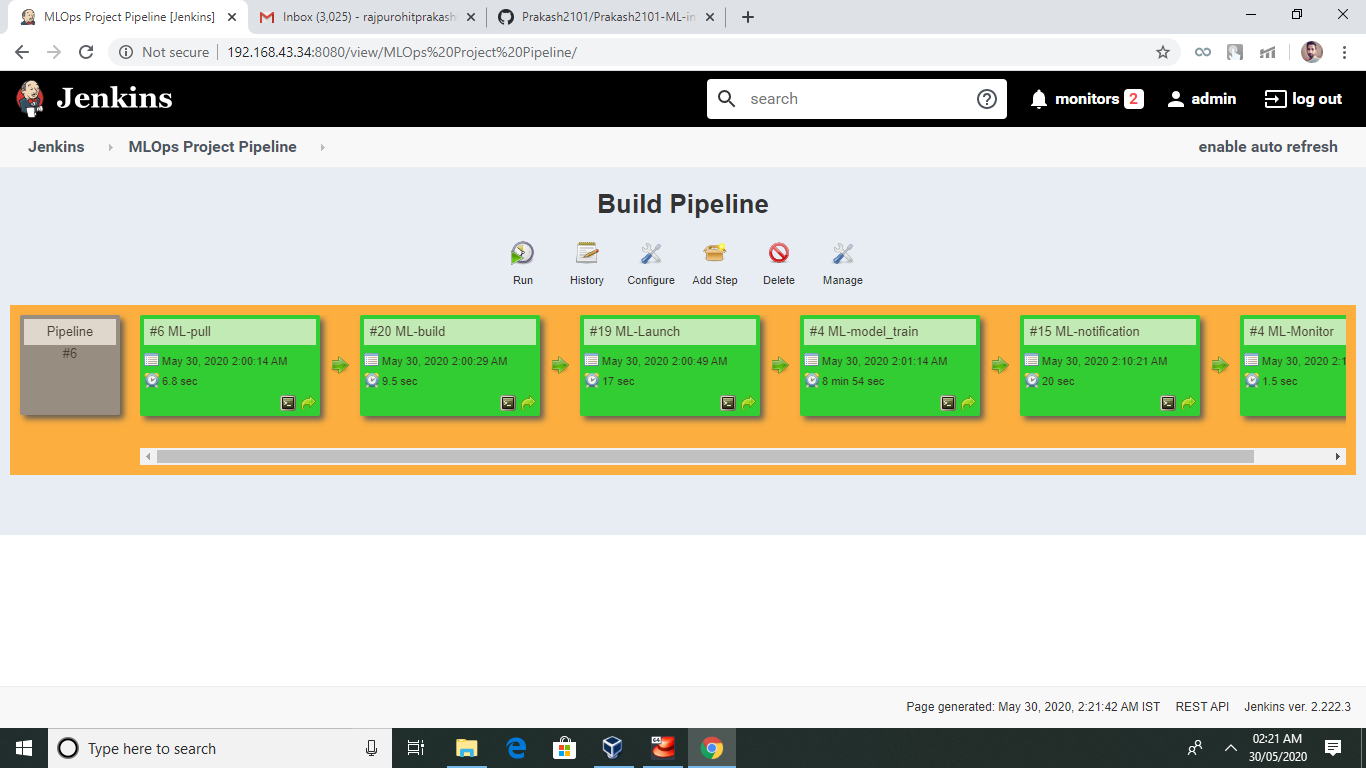 MLOps Project Pipeline [Jenkins]
Inbox (3,025) - rajpurohitprakash
Prakash2101/Prakash2101-ML-in
Not secure
192.168.43.34:8080/view/MLOps%20Project%20Pipeline/
Jenkins
search
monitors 2
admin
log out
Jenkins
MLOps Project Pipeline
enable auto refresh
Build Pipeline
Run
History
Configure
Add Step
Delete
Manage
Pipeline
#6
#6 ML-pull
May 30, 2020 2:00:14 AM
6.8 sec
#20 ML-build
May 30, 2020 2:00:29 AM
9.5 sec
#19 ML-Launch
May 30, 2020 2:00:49 AM
17 sec
#4 ML-model_train
May 30, 2020 2:01:14 AM
8 min 54 sec
#15 ML-notification
May 30, 2020 2:10:21 AM
20 sec
#4 ML-Monitor
May 30, 2020 2:1
1.5 sec
Page generated: May 30, 2020, 2:21:42 AM IST
REST API
Jenkins ver. 2.222.3
Type here to search
64
02:21 AM
30/05/2020